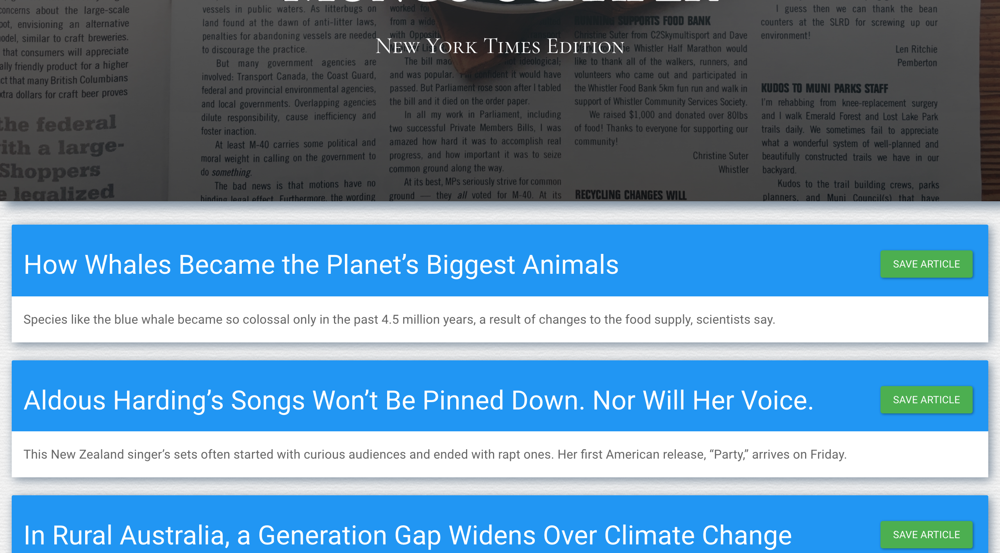 concerns about the large-scale
envisioning an alternative
similar to craft breweries.
that consumers will appreciate
friendly product for a higher
that many British Columbians
dollars for craft beer proves
the federal
with a large-
Shoppers
legalized
vessels in public waters. As litterbugs on
land found at the dawn of anti-litter laws,
penalties for abandoning vessels are needed
to discourage the practice.
But many government agencies are
involved: Transport Canada, the Coast Guard,
federal and provincial environmental agencies,
and local governments. Overlapping agencies
dilute responsibility, cause inefficiency and
foster inaction.
At least M-40 carries some political and
moral weight in calling on the government to
do something.
The bad news is that motions have no
binding legal effect. Furthermore, the wording
worked for
from a wide
with
The bill not ideological;
and was popular. I'm confident it would have
passed. But Parliament rose soon after I tabled
the bill and it died on the order paper.
In all my work in Parliament, including
two successful Private Members Bills, I was
amazed how hard it was to accomplish real
progress, and how important it was to seize
common ground along the way.
At its best, MPs seriously strive for common
ground — they all voted for M-40. At its
RUNNING SUPPORTS FOOD BANK
Christine Suter from C2Skymultisport and Dave
Clark from the Whistler Half Marathon would
like to thank all of the walkers, runners, and
volunteers who came out and participated in
the Whistler Food Bank 5km fun run and walk in
support of Whistler Community Services Society.
We raised $1,000 and donated over 80lbs
of food! Thanks to everyone for supporting our
community!
Christine Suter
Whistler
RECYCLING CHANGES WILL
I guess then we can thank the bean
counters at the SLRD for screwing up our
environment!
Len Ritchie
Pemberton
KUDOS TO MUNI PARKS STAFF
I'm rehabbing from knee-replacement surgery
and I walk Emerald Forest and Lost Lake Park
trails daily. We sometimes fail to appreciate
what a wonderful system of well-planned and
beautifully constructed trails we have in our
backyard.
Kudos to the trail building crews, parks
planners, and Muni Council(s) that have
New York Times Edition
How Whales Became the Planet’s Biggest Animals
SAVE ARTICLE
Species like the blue whale became so colossal only in the past 4.5 million years, a result of changes to the food supply, scientists say.
Aldous Harding’s Songs Won’t Be Pinned Down. Nor Will Her Voice.
SAVE ARTICLE
This New Zealand singer’s sets often started with curious audiences and ended with rapt ones. Her first American release, “Party,” arrives on Friday.
In Rural Australia, a Generation Gap Widens Over Climate Change
SAVE ARTICLE